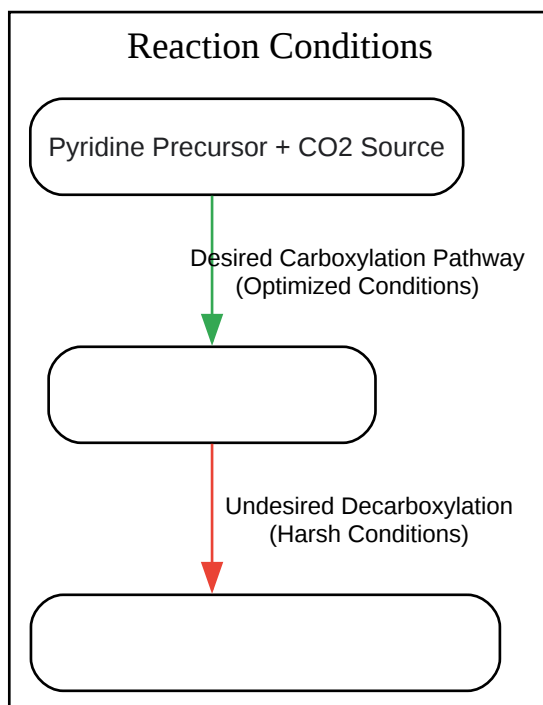 Reaction Conditions
Pyridine Precursor + CO2 Source
Desired Carboxylation Pathway
(Optimized Conditions)
Undesired Decarboxylation
(Harsh Conditions)